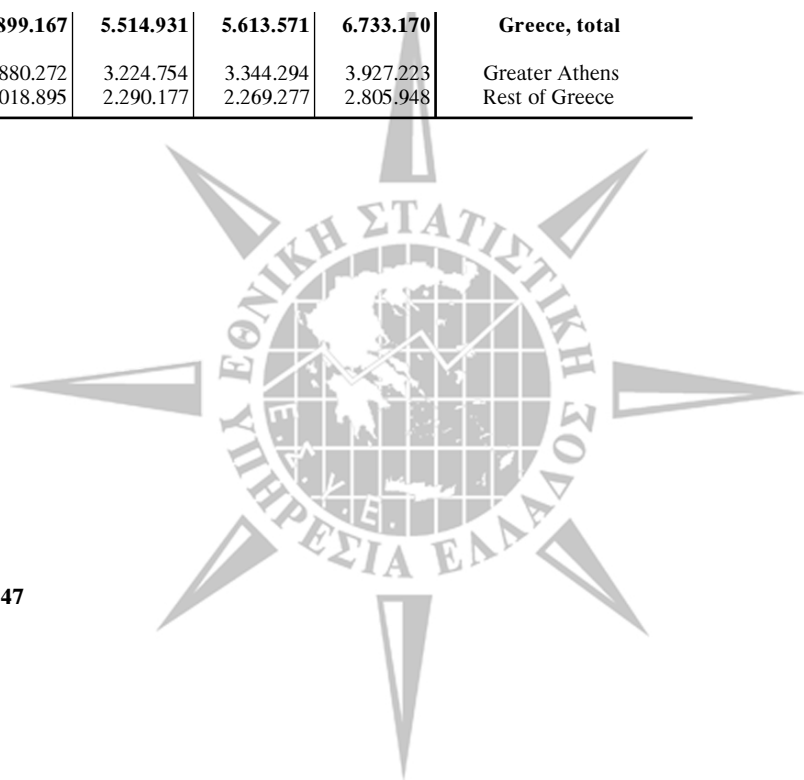 899.167 5.514.931 5.613.571 6.733.170 Greece, total
880.272 3.224.754 3.344.294 3.927.223 Greater Athens
018.895 2.290.177 2.269.277 2.805.948 Rest of Greece
ΕΘΝΙΚΗ ΣΤΑΤΙΣΤΙΚΗ
ΥΠΗΡΕΣΙΑ ΕΛΛΑΔΟΣ
Ε.Σ.Υ.Ε.
47